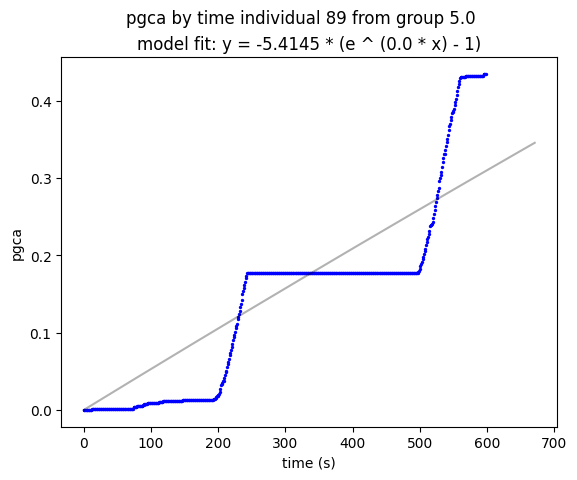 pgca by time individual 89 from group 5.0
model fit: y = -5.4145 * (e ^ (0.0 * x) - 1)
pgca
0.4
0.3
0.2
0.1
0.0
0 100 200 300 400 500 600 700
time (s)